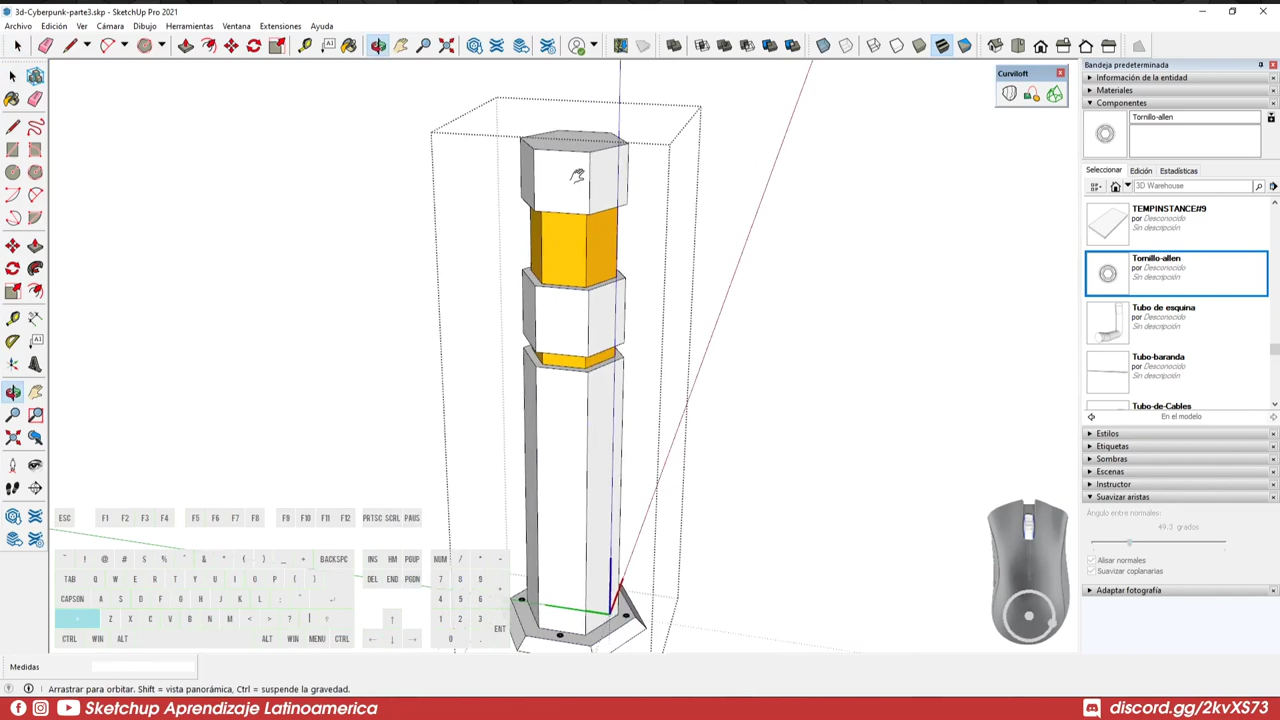 3d-Cyberpunk-parte3.skp - SketchUp Pro 2021
Archivo Edición Ver Cámara Dibujo Herramientas Ventana Extensiones Ayuda
Curviloft
Bandeja predeterminada
Información de la entidad
Materiales
Componentes
Tornillo-allen
Seleccionar Edición Estadísticas
3D Warehouse
TEMPINSTANCE#9
por Desconocido
Sin descripción
Tornillo-allen
por Desconocido
Sin descripción
Tubo de esquina
por Desconocido
Sin descripción
Tubo-baranda
por Desconocido
Sin descripción
Tubo-de-Cables
En el modelo
Estilos
Etiquetas
Sombras
Escenas
Instructor
Suavizar aristas
Ángulo entre normales
49.3 grados
Alisar normales
Suavizar coplanarias
Adaptar fotografía
ESC F1 F2 F3 F4 F5 F6 F7 F8 F9 F10 F11 F12 PRTSC SCRL PAUS
~ ! @ # $ % ^ & * ( ) _ + BACKSPC INS HM PGUP NUM / * -
TAB Q W E R T Y U I O P { } DEL END PGDN 7 8 9
CAPSON A S D F G H J K L 4 5 6
Z X C V B N M < > ? ↑ 1 2 3
CTRL WIN ALT ALT WIN MENU CTRL ← ↓ → 0 . ENT
Medidas
Arrastrar para orbitar. Shift = vista panorámica, Ctrl = suspende la gravedad.
Sketchup Aprendizaje Latinoamerica
discord.gg/2kvXS73